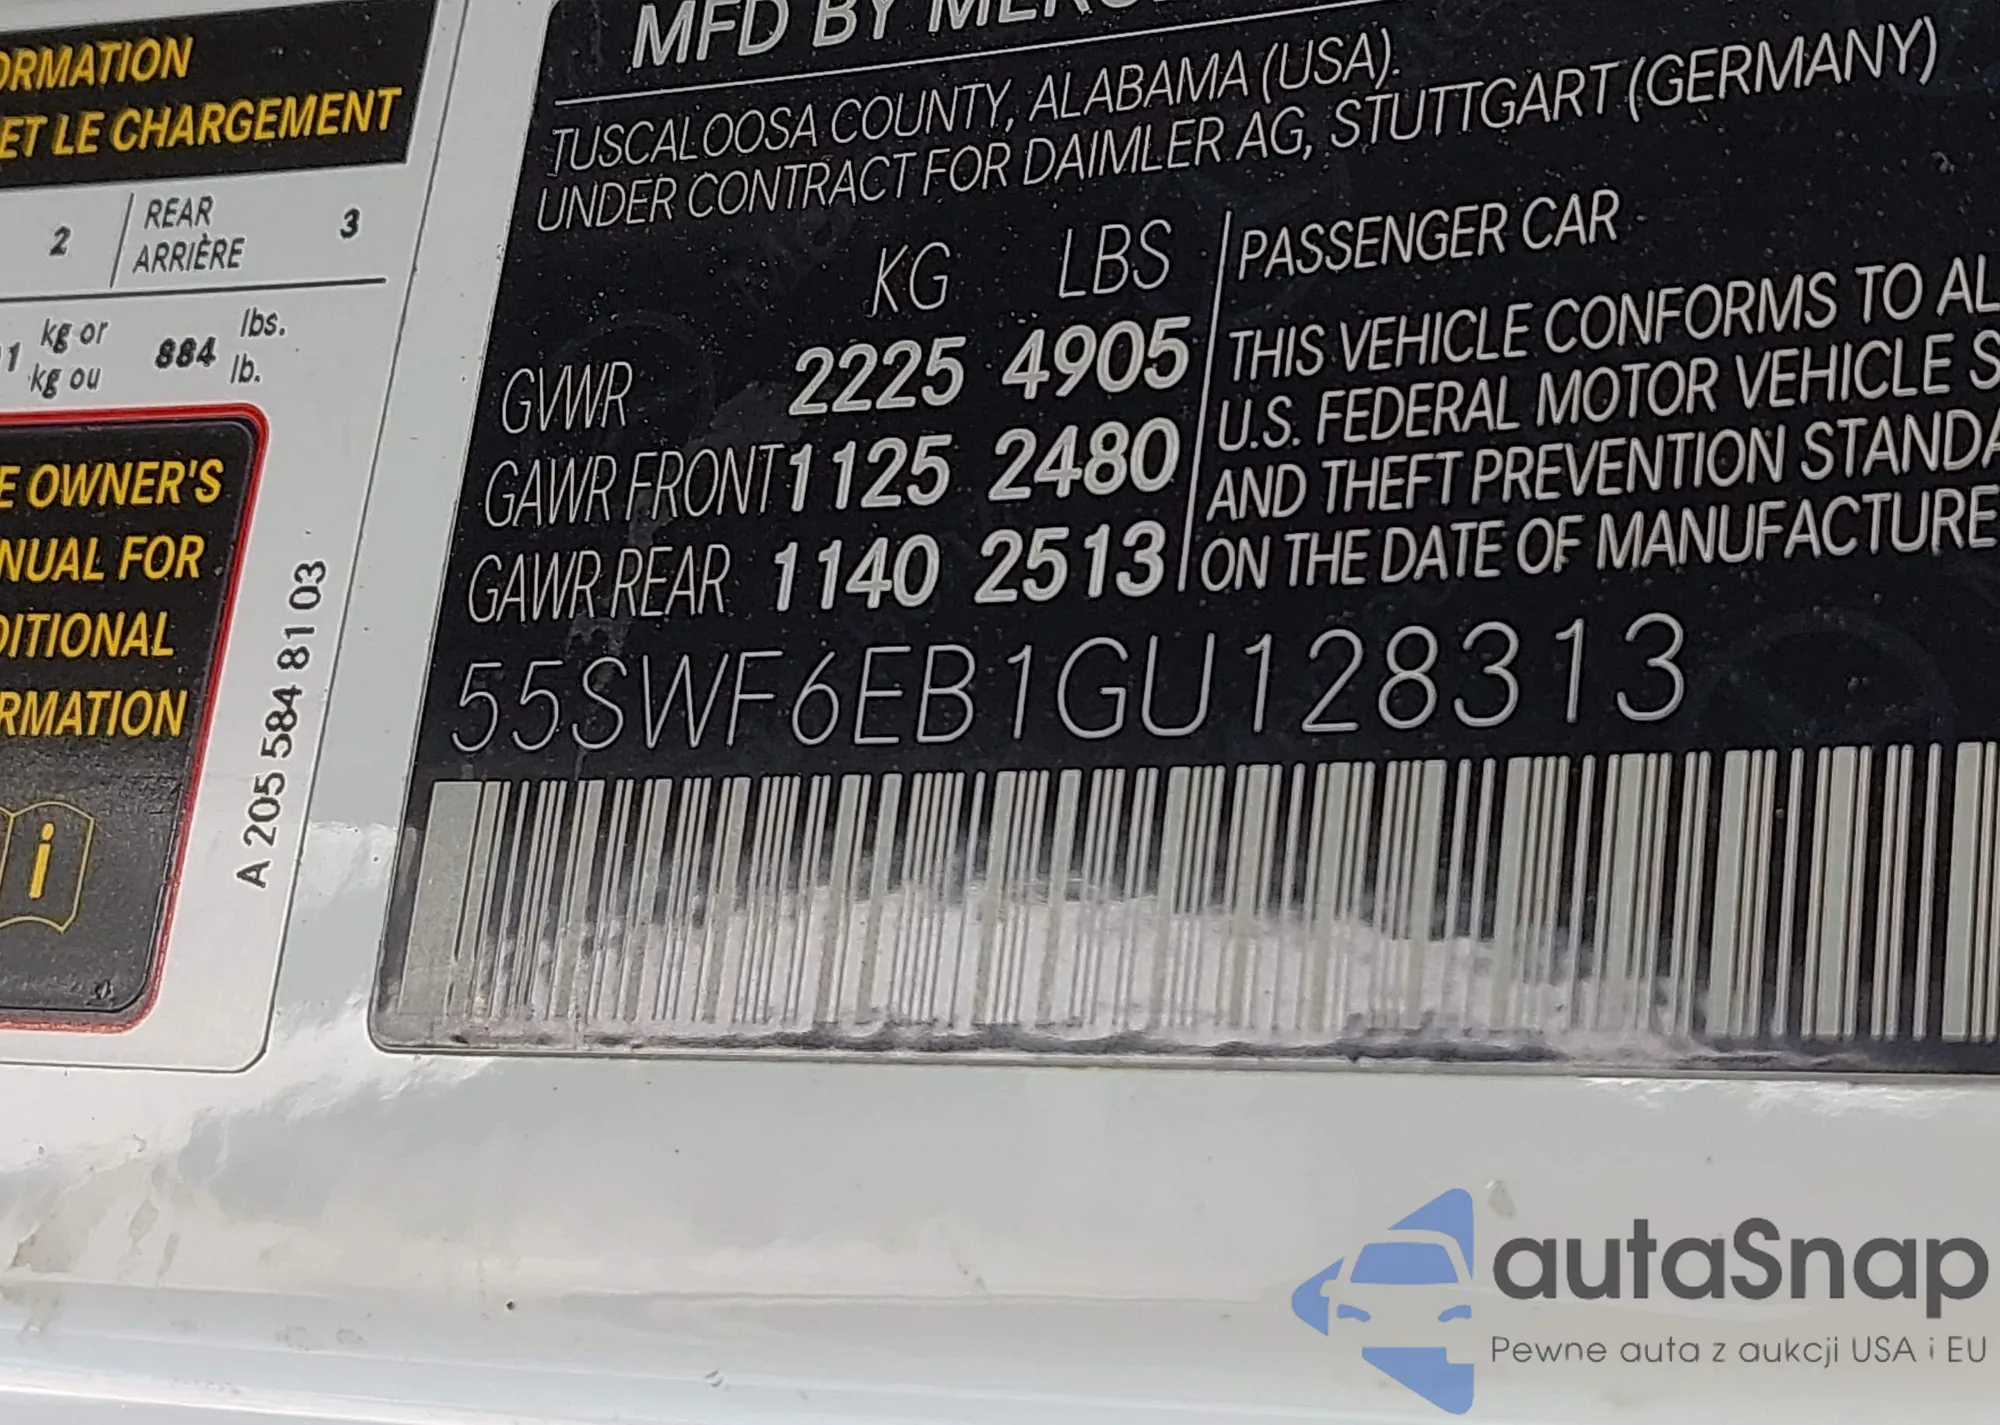 ORMATION
ET LE CHARGEMENT
2
REAR
ARRIÈRE
3
1 kg or 884 lbs.
kg ou lb.
E OWNER'S
NUAL FOR
DITIONAL
RMATION
i
A 205 584 81 03
MFD BY
TUSCALOOSA COUNTY, ALABAMA (USA).
UNDER CONTRACT FOR DAIMLER AG, STUTTGART (GERMANY)
KG LBS
GVWR 2225 4905
GAWR FRONT 1125 2480
GAWR REAR 1140 2513
PASSENGER CAR
THIS VEHICLE CONFORMS TO AL
U.S. FEDERAL MOTOR VEHICLE S
AND THEFT PREVENTION STANDA
ON THE DATE OF MANUFACTURE
55SWF6EB1GU128313
autaSnap
Pewne auta z aukcji USA i EU